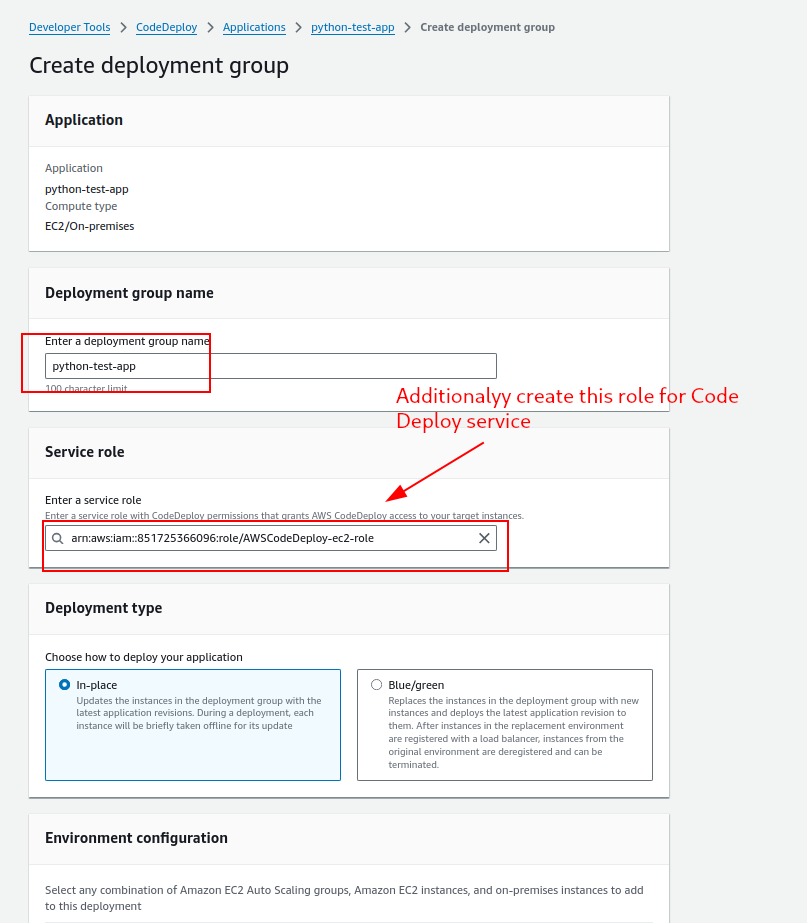 Developer Tools > CodeDeploy > Applications > python-test-app > Create deployment group
Create deployment group
Application
Application
python-test-app
Compute type
EC2/On-premises
Deployment group name
Enter a deployment group name
python-test-app
100 character limit
Additionalyy create this role for Code
Deploy service
Service role
Enter a service role
Enter a service role with CodeDeploy permissions that grants AWS CodeDeploy access to your target instances.
arn:aws:iam::851725366096:role/AWSCodeDeploy-ec2-role
Deployment type
Choose how to deploy your application
In-place
Updates the instances in the deployment group with the
latest application revisions. During a deployment, each
instance will be briefly taken offline for its update
Blue/green
Replaces the instances in the deployment group with new
instances and deploys the latest application revision to
them. After instances in the replacement environment
are registered with a load balancer, instances from the
original environment are deregistered and can be
terminated.
Environment configuration
Select any combination of Amazon EC2 Auto Scaling groups, Amazon EC2 instances, and on-premises instances to add
to this deployment